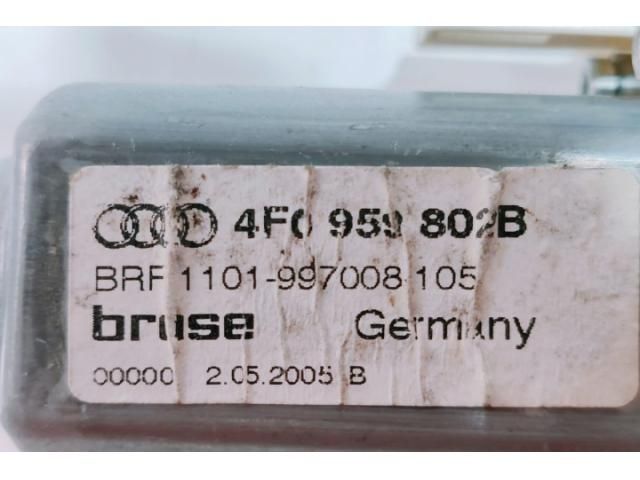 4F0 959 802B
BRF 1101-997008 105
brose Germany
00000 2.05.2005 B